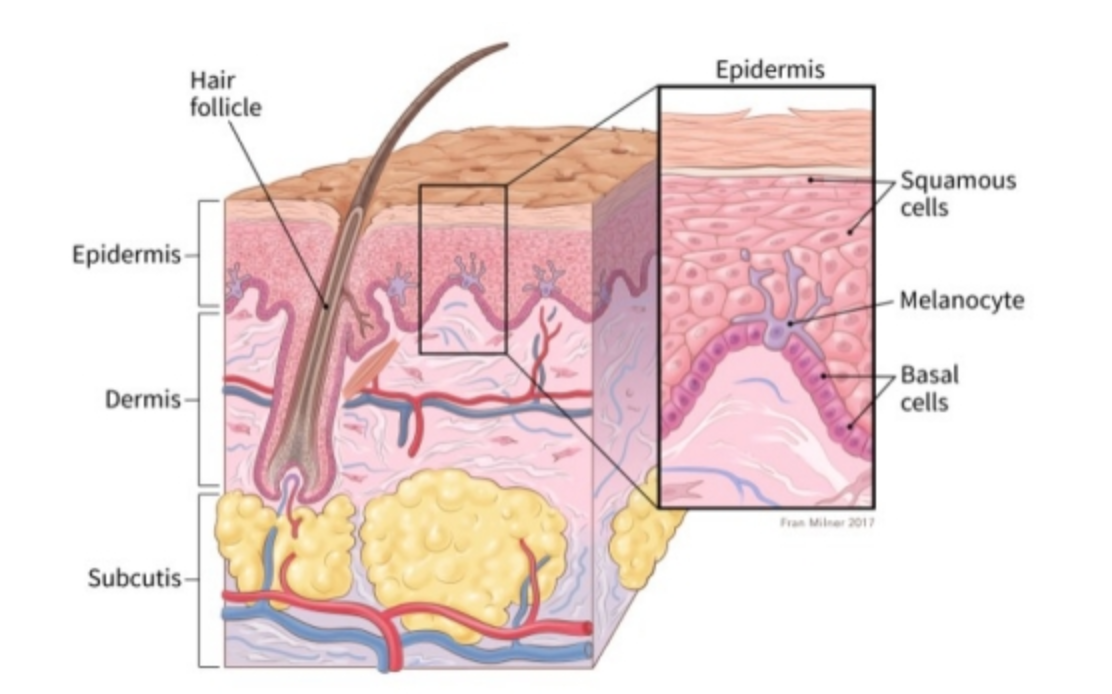 Hair
follicle
Epidermis
Epidermis
Squamous
cells
Melanocyte
Basal
cells
Dermis
Subcutis
Fran Milner 2017